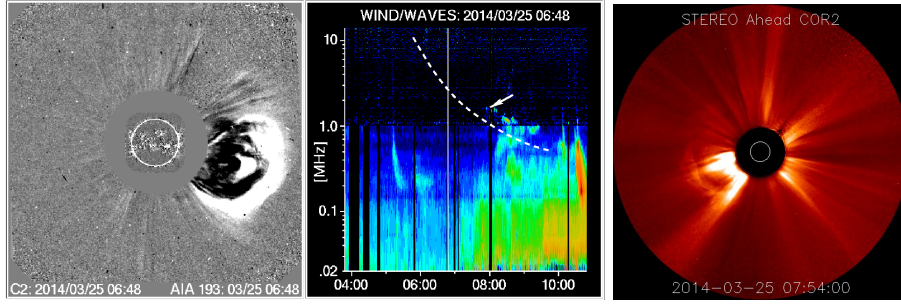 C2: 2014/03/25 06:48 AIA 193: 03/25 06:48
WIND/WAVES: 2014/03/25 06:48
10
1.0
[MHz]
0.1
.02
04:00 06:00 08:00 10:00
STEREO Ahead COR2
2014-03-25 07:54:00